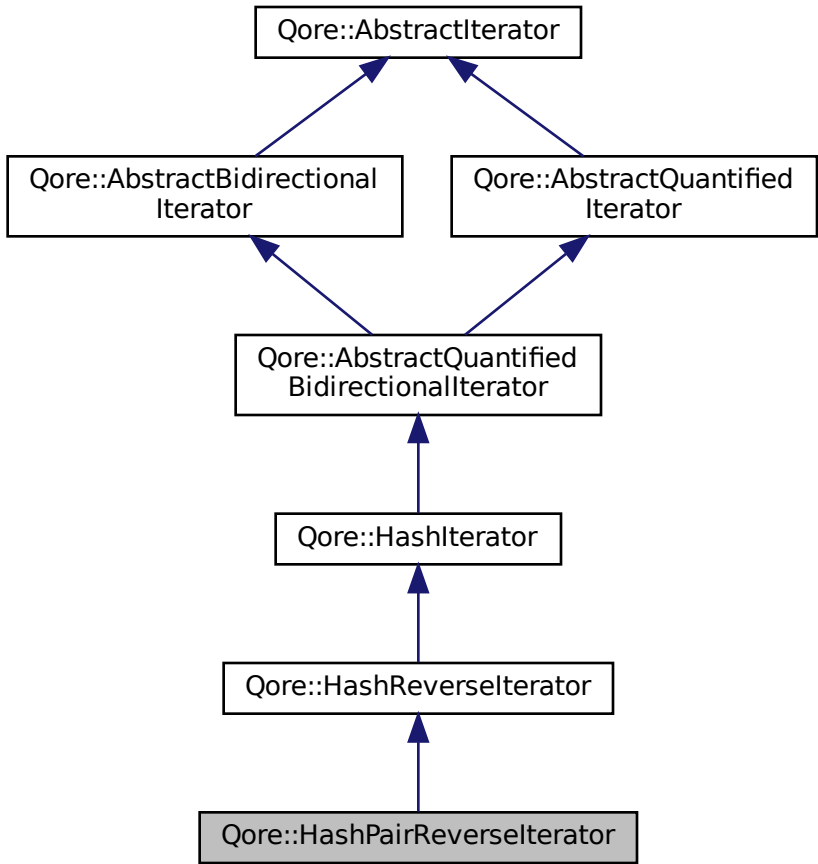 Qore::AbstractIterator
Qore::AbstractBidirectional
Iterator
Qore::AbstractQuantified
Iterator
Qore::AbstractQuantified
BidirectionalIterator
Qore::HashIterator
Qore::HashReverseIterator
Qore::HashPairReverseIterator